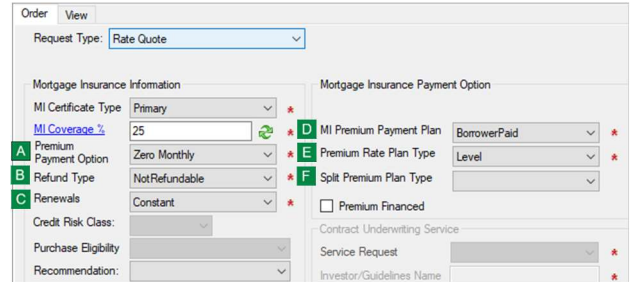 Order View
Request Type: Rate Quote
Mortgage Insurance Information
MI Certificate Type Primary *
MI Coverage % 25 *
A Premium Payment Option Zero Monthly *
B Refund Type NotRefundable *
C Renewals Constant *
Credit Risk Class:
Purchase Eligibility
Recommendation:
Mortgage Insurance Payment Option
D MI Premium Payment Plan BorrowerPaid *
E Premium Rate Plan Type Level *
F Split Premium Plan Type
Premium Financed
Contract Underwriting Service
Service Request *
Investor/Guidelines Name *